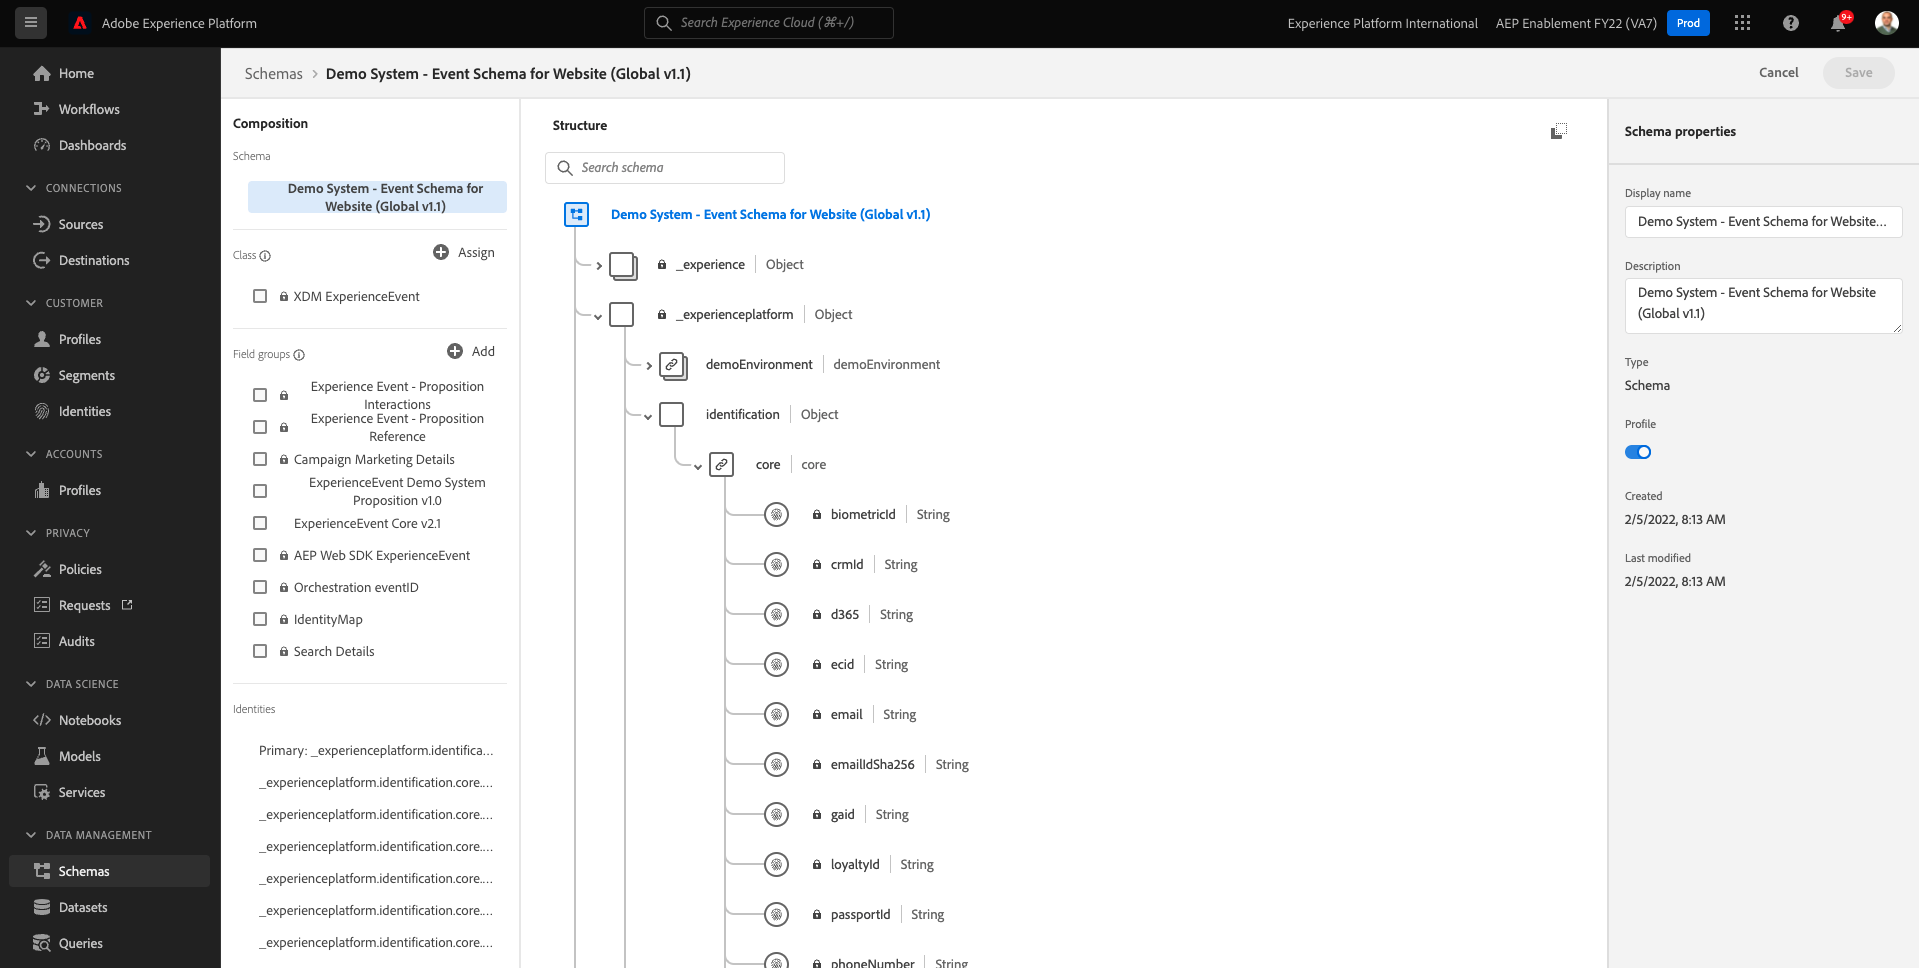 Adobe Experience Platform
Search Experience Cloud (⌘+/)
Experience Platform International
AEP Enablement FY22 (VA7)
Prod
9+
Home
Workflows
Dashboards
CONNECTIONS
Sources
Destinations
CUSTOMER
Profiles
Segments
Identities
ACCOUNTS
Profiles
PRIVACY
Policies
Requests
Audits
DATA SCIENCE
Notebooks
Models
Services
DATA MANAGEMENT
Schemas
Datasets
Queries
Schemas > Demo System - Event Schema for Website (Global v1.1)
Cancel
Save
Composition
Schema
Demo System - Event Schema for
Website (Global v1.1)
Class
Assign
XDM ExperienceEvent
Field groups
Add
Experience Event - Proposition
Interactions
Experience Event - Proposition
Reference
Campaign Marketing Details
ExperienceEvent Demo System
Proposition v1.0
ExperienceEvent Core v2.1
AEP Web SDK ExperienceEvent
Orchestration eventID
IdentityMap
Search Details
Identities
Primary: _experienceplatform.identifica...
_experienceplatform.identification.core....
_experienceplatform.identification.core....
_experienceplatform.identification.core....
_experienceplatform.identification.core....
_experienceplatform.identification.core....
_experienceplatform.identification.core....
Structure
Search schema
Demo System - Event Schema for Website (Global v1.1)
_experience | Object
_experienceplatform | Object
demoEnvironment | demoEnvironment
identification | Object
core | core
biometricId | String
crmId | String
d365 | String
ecid | String
email | String
emailIdSha256 | String
gaid | String
loyaltyId | String
passportId | String
phoneNumber | String
Schema properties
Display name
Demo System - Event Schema for Website...
Description
Demo System - Event Schema for Website
(Global v1.1)
Type
Schema
Profile
Created
2/5/2022, 8:13 AM
Last modified
2/5/2022, 8:13 AM